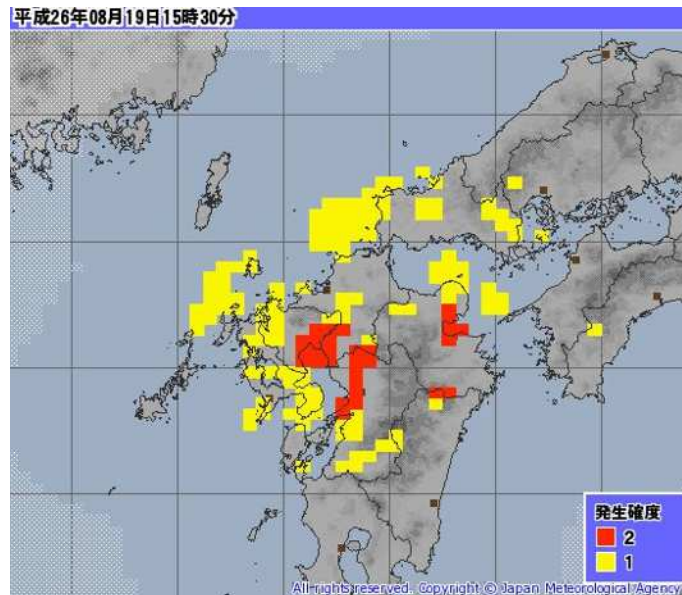 平成26年08月19日15時30分
発生確度
2
1
All rights reserved. Copyright © Japan Meteorological Agency